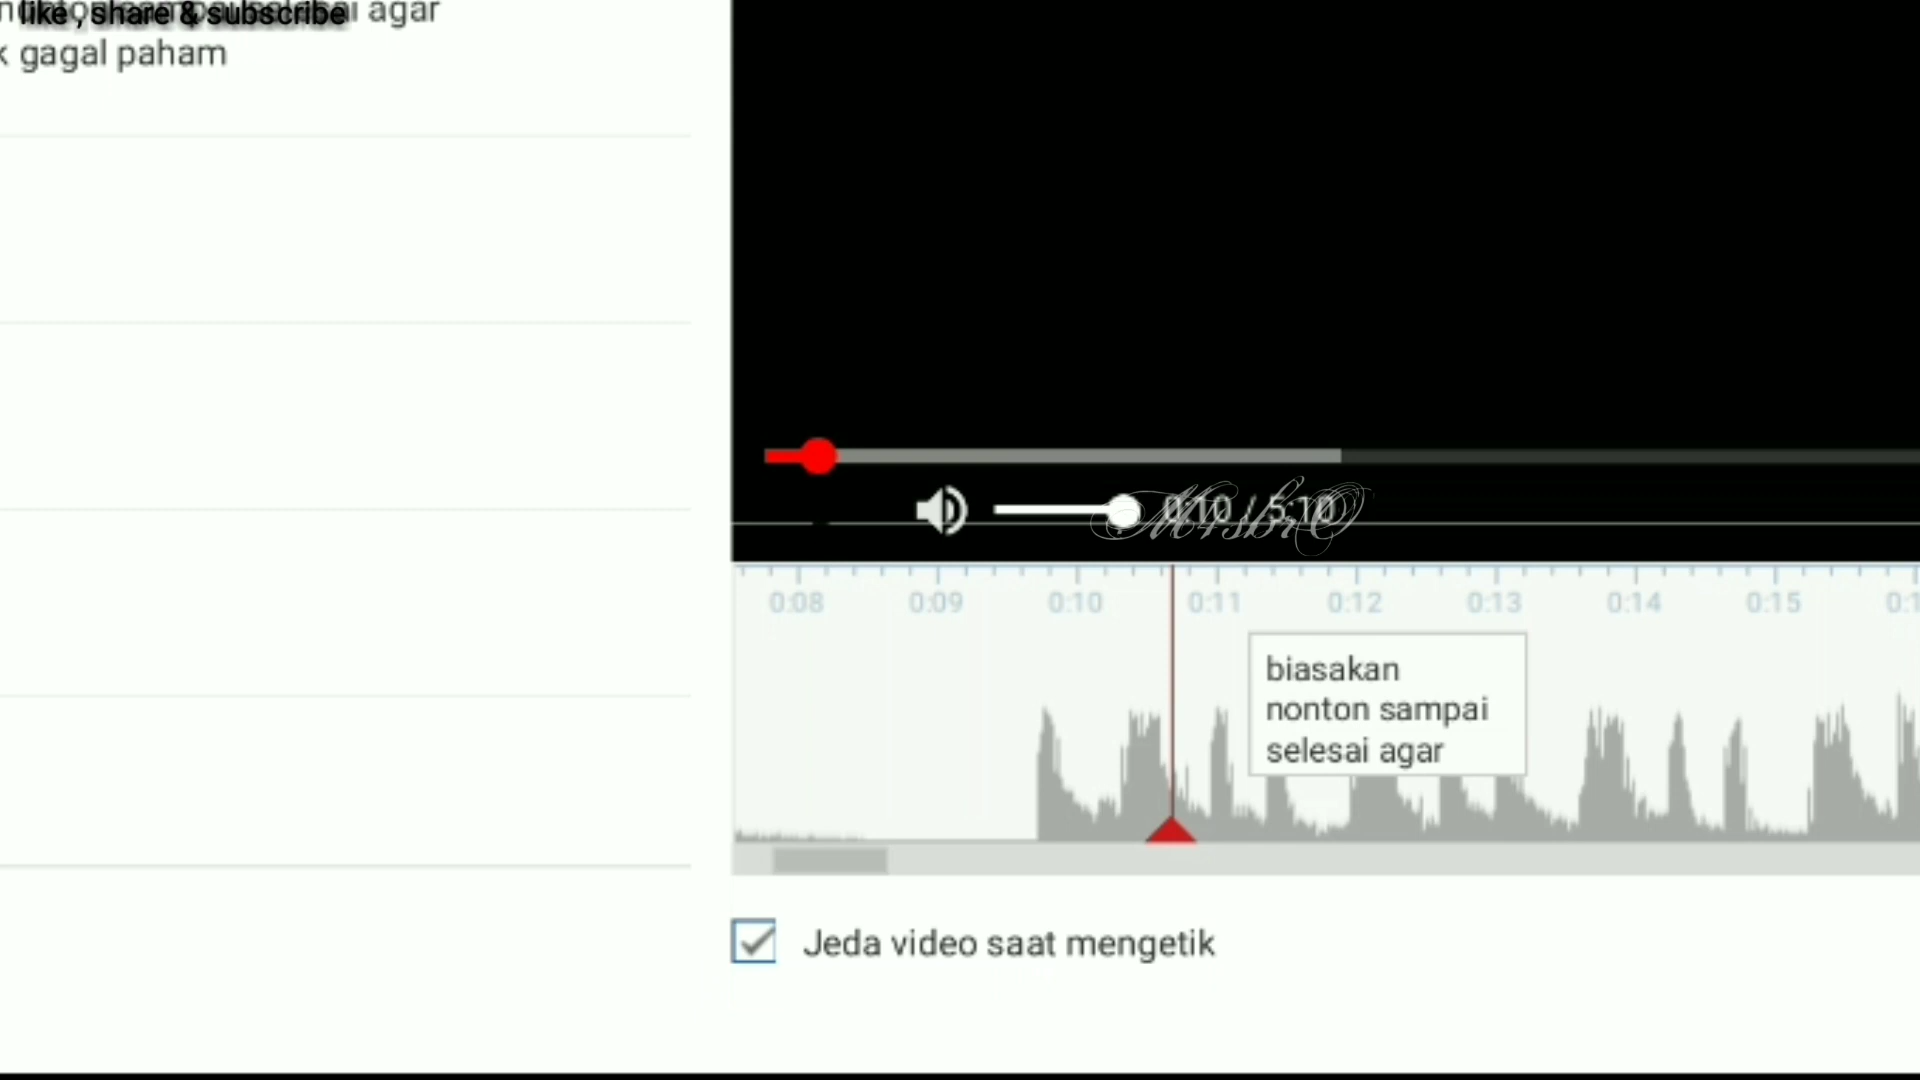 like , share & subscribe
agar
k gagal paham
0:10 / 5:10
MrsbrO
0:08 0:09 0:10 0:11 0:12 0:13 0:14 0:15
biasakan
nonton sampai
selesai agar
Jeda video saat mengetik